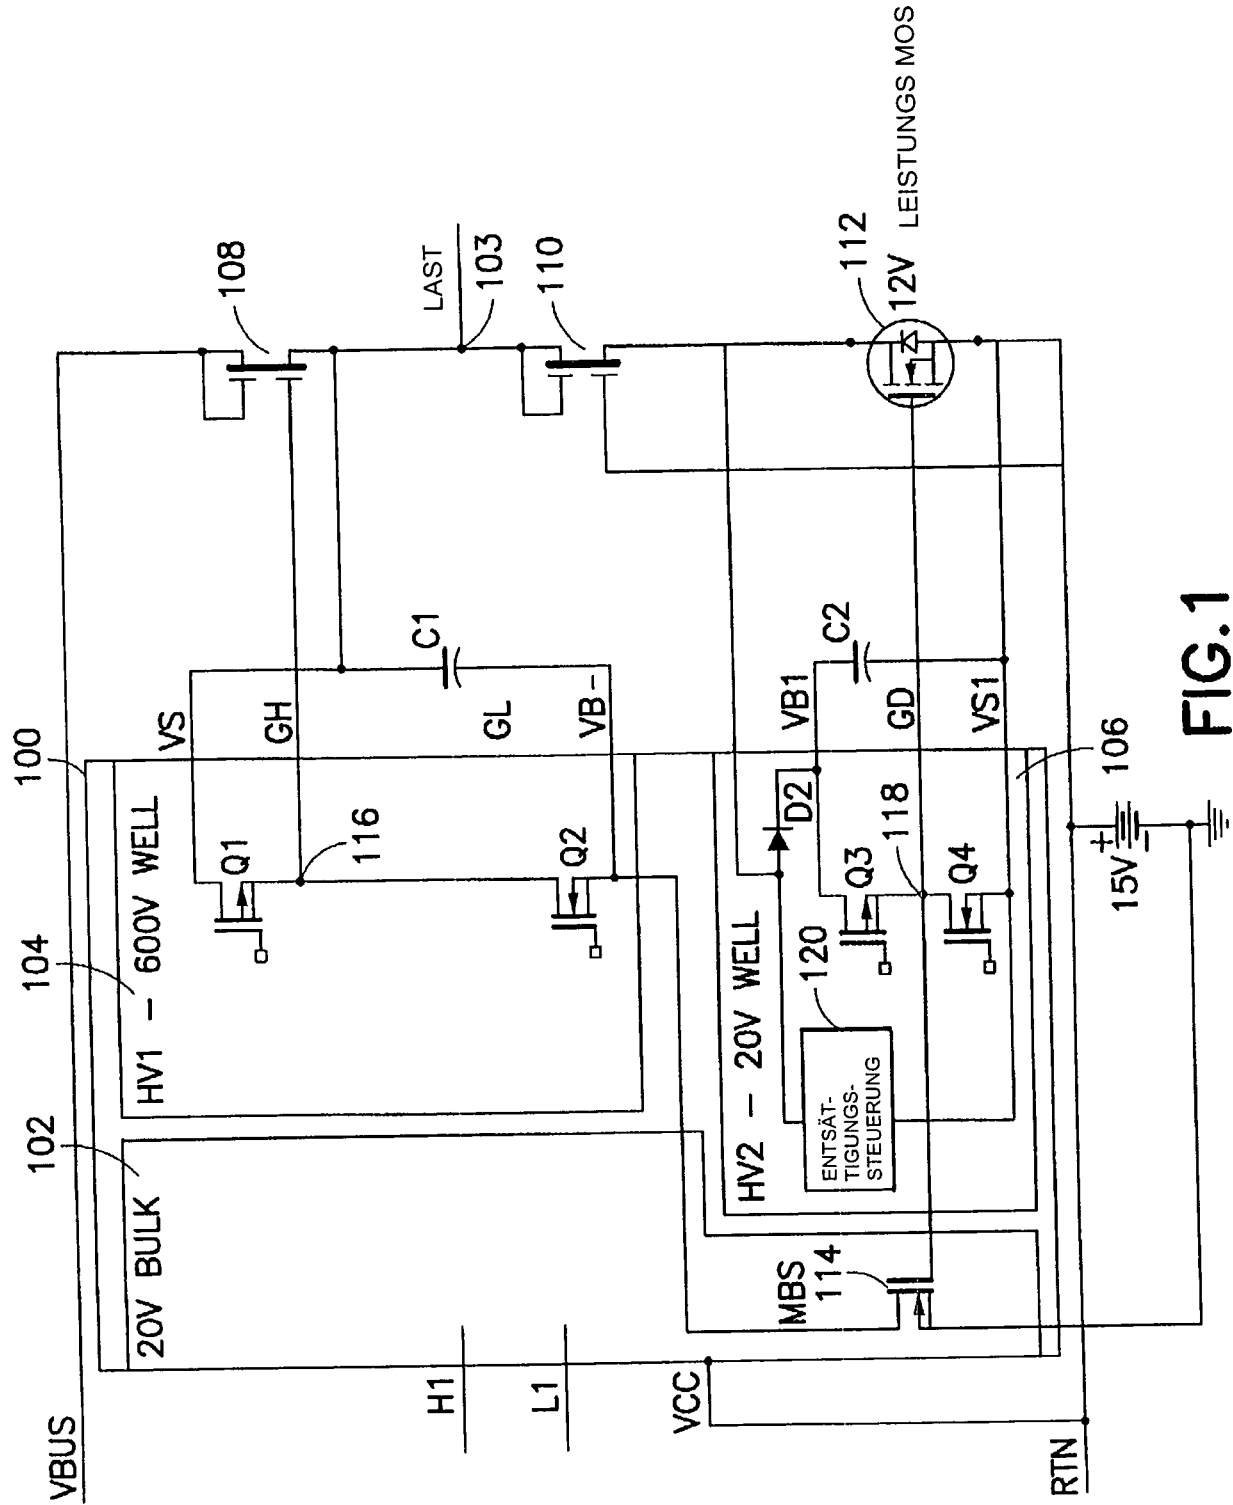 VBUS
100
104
102
20V BULK
HV1 – 600V WELL
VS
GH
GL
VB-
Q1
116
Q2
C1
108
LAST
103
110
H1
L1
VCC
MBS
114
HV2 – 20V WELL
120
ENTSÄT-
TIGUNGS-
STEUERUNG
D2
Q3
118
Q4
VB1
C2
GD
VS1
106
112
12V LEISTUNGS MOS
RTN
15V
+
–
FIG.1